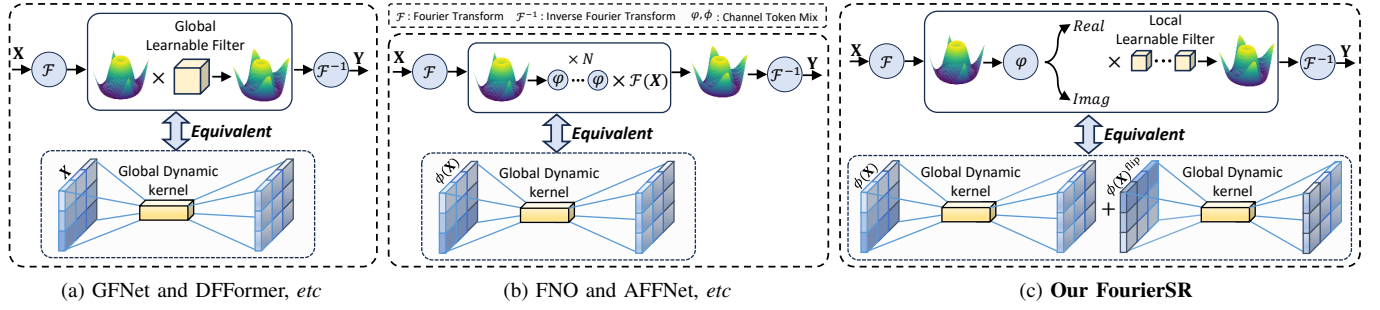 ℱ : Fourier Transform ℱ⁻¹ : Inverse Fourier Transform φ, ϕ : Channel Token Mix
Global
Learnable Filter
X
ℱ
×
ℱ⁻¹
Y
Equivalent
X
Global Dynamic
kernel
(a) GFNet and DFFormer, etc
X
ℱ
× N
φ ··· φ × ℱ(X)
ℱ⁻¹
Y
Equivalent
ϕ(X)
Global Dynamic
kernel
(b) FNO and AFFNet, etc
X
ℱ
φ
Real
Imag
Local
Learnable Filter
× ···
ℱ⁻¹
Y
Equivalent
ϕ(X)
Global Dynamic
kernel
+
ϕ(X)ᶠˡⁱᵖ
Global Dynamic
kernel
(c) Our FourierSR